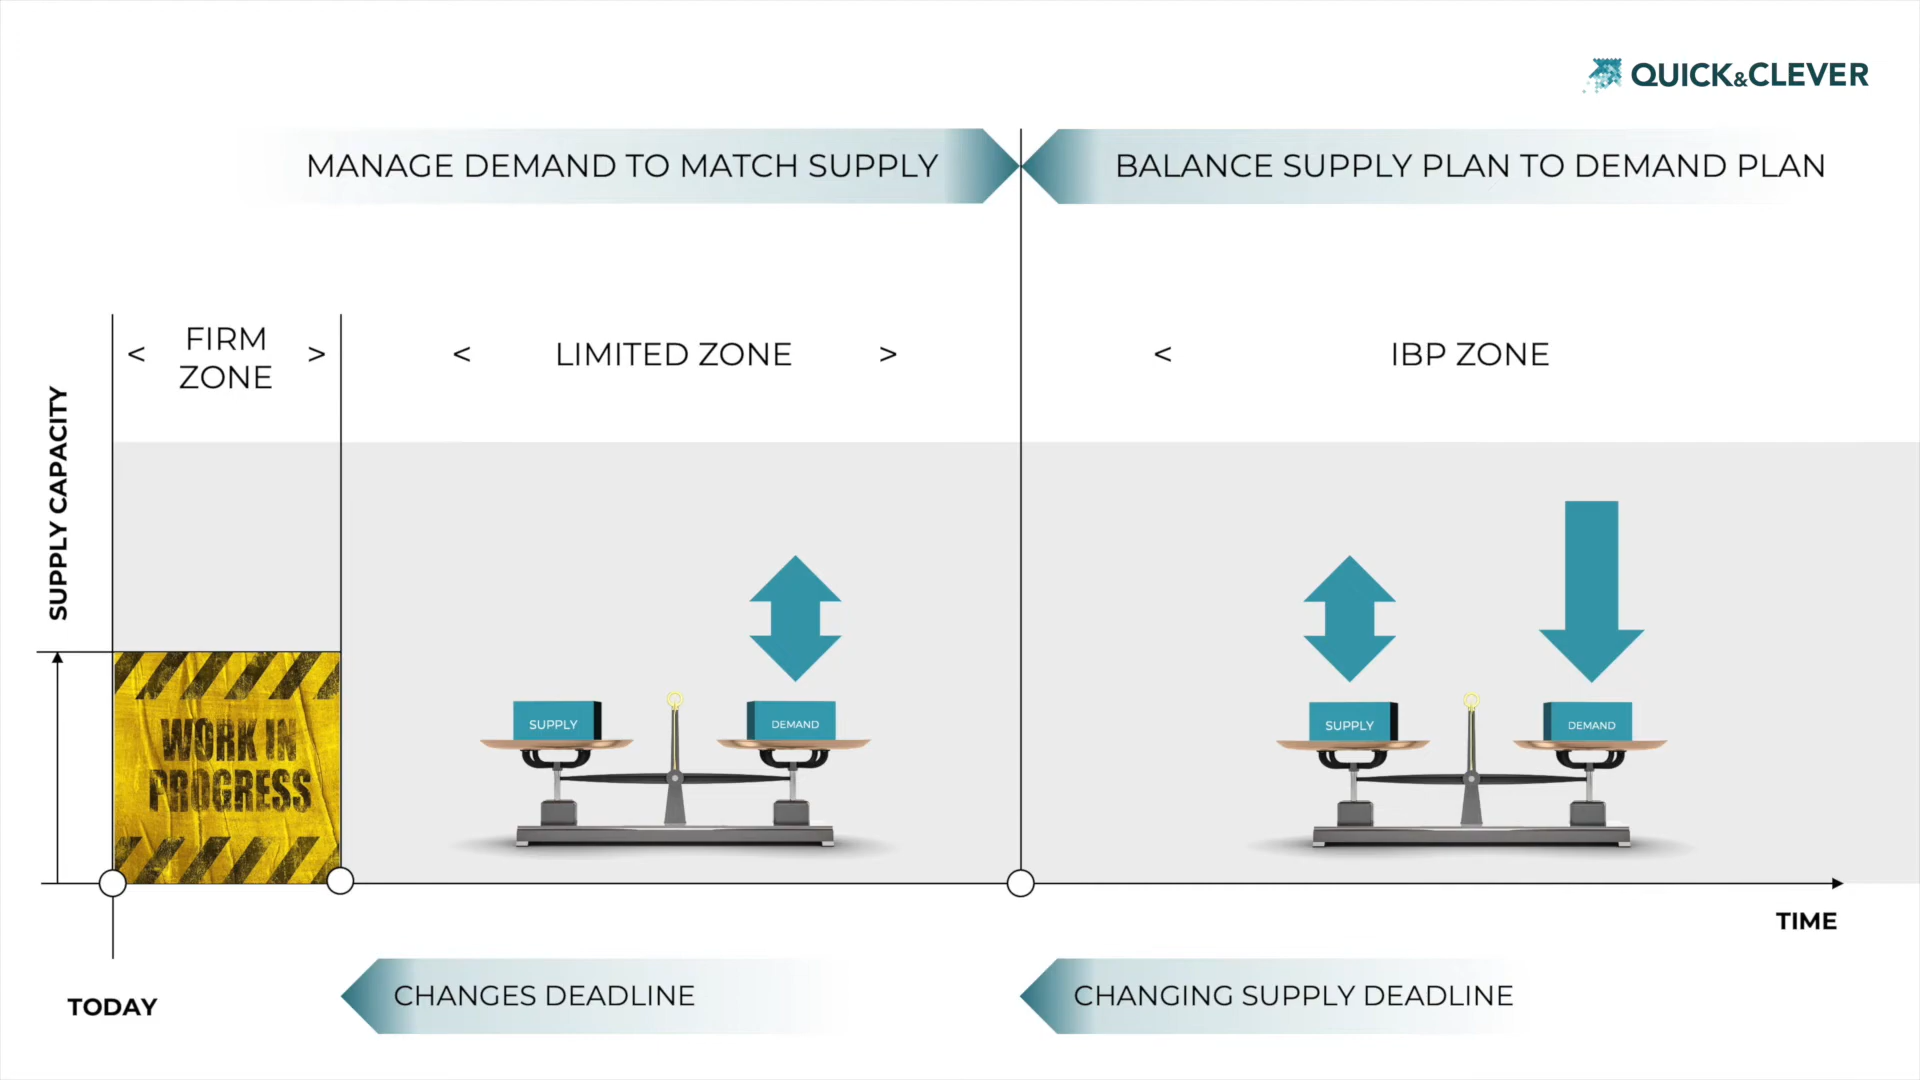 QUICK&CLEVER
MANAGE DEMAND TO MATCH SUPPLY
BALANCE SUPPLY PLAN TO DEMAND PLAN
< FIRM ZONE >
< LIMITED ZONE >
< IBP ZONE
SUPPLY CAPACITY
WORK IN
PROGRESS
SUPPLY
DEMAND
SUPPLY
DEMAND
TIME
TODAY
CHANGES DEADLINE
CHANGING SUPPLY DEADLINE